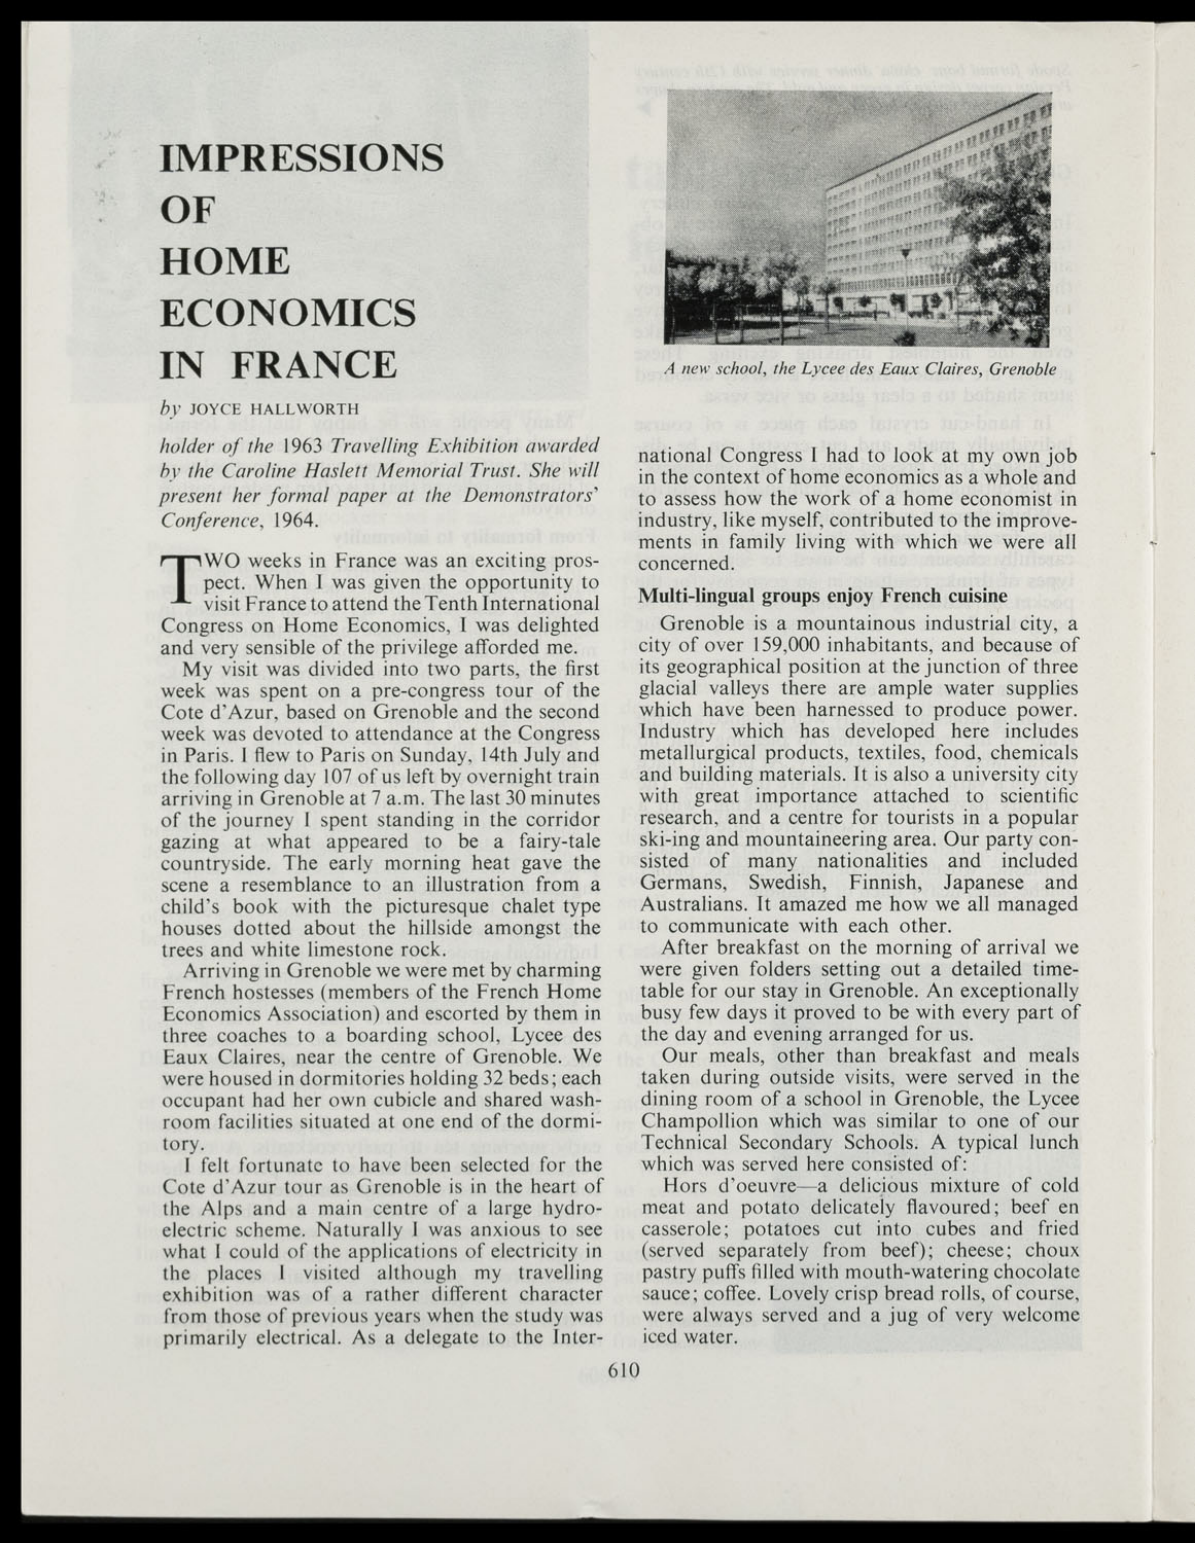 IMPRESSIONS
OF
HOME
ECONOMICS
IN FRANCE
by JOYCE HALLWORTH
holder of the 1963 Travelling Exhibition awarded
by the Caroline Haslett Memorial Trust. She will
present her formal paper at the Demonstrators'
Conference, 1964.
TWO weeks in France was an exciting pros-
pect. When I was given the opportunity to
visit France to attend the Tenth International
Congress on Home Economics, I was delighted
and very sensible of the privilege afforded me.
My visit was divided into two parts, the first
week was spent on a pre-congress tour of the
Cote d'Azur, based on Grenoble and the second
week was devoted to attendance at the Congress
in Paris. I flew to Paris on Sunday, 14th July and
the following day 107 of us left by overnight train
arriving in Grenoble at 7 a.m. The last 30 minutes
of the journey I spent standing in the corridor
gazing at what appeared to be a fairy-tale
countryside. The early morning heat gave the
scene a resemblance to an illustration from a
child's book with the picturesque chalet type
houses dotted about the hillside amongst the
trees and white limestone rock.
Arriving in Grenoble we were met by charming
French hostesses (members of the French Home
Economics Association) and escorted by them in
three coaches to a boarding school, Lycee des
Eaux Claires, near the centre of Grenoble. We
were housed in dormitories holding 32 beds; each
occupant had her own cubicle and shared wash-
room facilities situated at one end of the dormi-
tory.
I felt fortunate to have been selected for the
Cote d'Azur tour as Grenoble is in the heart of
the Alps and a main centre of a large hydro-
electric scheme. Naturally I was anxious to see
what I could of the applications of electricity in
the places I visited although my travelling
exhibition was of a rather different character
from those of previous years when the study was
primarily electrical. As a delegate to the Inter-
A new school, the Lycee des Eaux Claires, Grenoble
national Congress I had to look at my own job
in the context of home economics as a whole and
to assess how the work of a home economist in
industry, like myself, contributed to the improve-
ments in family living with which we were all
concerned.
Multi-lingual groups enjoy French cuisine
Grenoble is a mountainous industrial city, a
city of over 159,000 inhabitants, and because of
its geographical position at the junction of three
glacial valleys there are ample water supplies
which have been harnessed to produce power.
Industry which has developed here includes
metallurgical products, textiles, food, chemicals
and building materials. It is also a university city
with great importance attached to scientific
research, and a centre for tourists in a popular
ski-ing and mountaineering area. Our party con-
sisted of many nationalities and included
Germans, Swedish, Finnish, Japanese and
Australians. It amazed me how we all managed
to communicate with each other.
After breakfast on the morning of arrival we
were given folders setting out a detailed time-
table for our stay in Grenoble. An exceptionally
busy few days it proved to be with every part of
the day and evening arranged for us.
Our meals, other than breakfast and meals
taken during outside visits, were served in the
dining room of a school in Grenoble, the Lycee
Champollion which was similar to one of our
Technical Secondary Schools. A typical lunch
which was served here consisted of:
Hors d'oeuvre—a delicious mixture of cold
meat and potato delicately flavoured; beef en
casserole; potatoes cut into cubes and fried
(served separately from beef); cheese; choux
pastry puffs filled with mouth-watering chocolate
sauce; coffee. Lovely crisp bread rolls, of course,
were always served and a jug of very welcome
iced water.
610